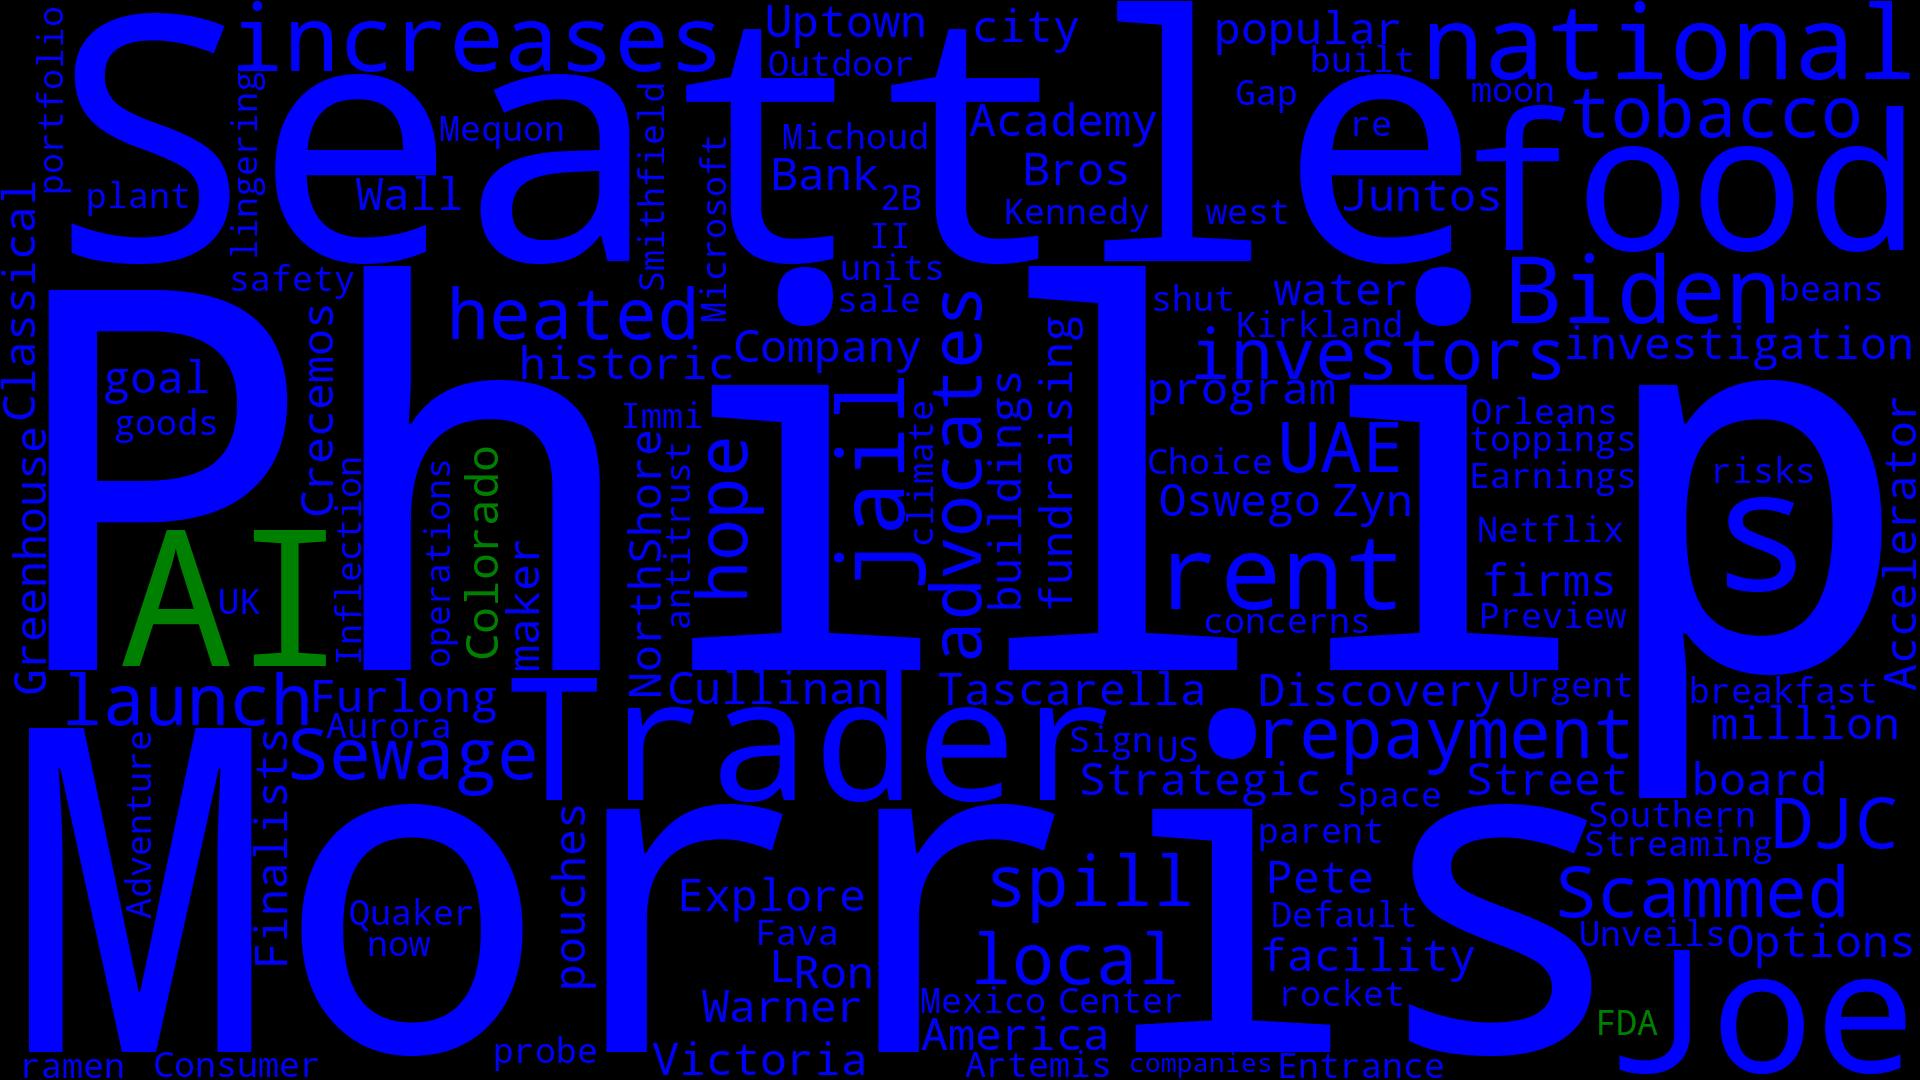 Seattle
increases
Uptown
city
popular
national
portfolio
Outdoor
built
lingering
Gap
moon
tobacco
Mequon
Smithfield
Michoud
Academy
re
food
Microsoft
Bank
Bros
plant
Wall
2B
Kennedy
west
Juntos
Classical
II
safety
units
Biden
beans
heated
sale
shut
water
Kirkland
historic
Company
advocates
investors
investigation
Philip
Crecemos
fundraising
goal
goods
Immi
jail
climate
buildings
program
Orleans
toppings
Choice
UAE
Earnings
risks
Greenhouse
Inflection
operations
Colorado
maker
NorthShore
antitrust
hope
Oswego
Zyn
Netflix
s
Accelerator
AI
UK
rent
firms
Preview
concerns
launch
Furlong
Cullinan
Tascarella
Discovery
Urgent
breakfast
million
Aurora
Sewage
Trader
Sign
US
repayment
Adventure
Finalists
Strategic
Street
board
Space
Morris
pouches
parent
Southern
Streaming
DJC
Explore
spill
Pete
Scammed
Quaker
now
Fava
Default
Unveils
Options
L
Ron
local
facility
Warner
Mexico
Center
rocket
Joe
America
FDA
ramen
Consumer
probe
Victoria
Artemis
companies
Entrance